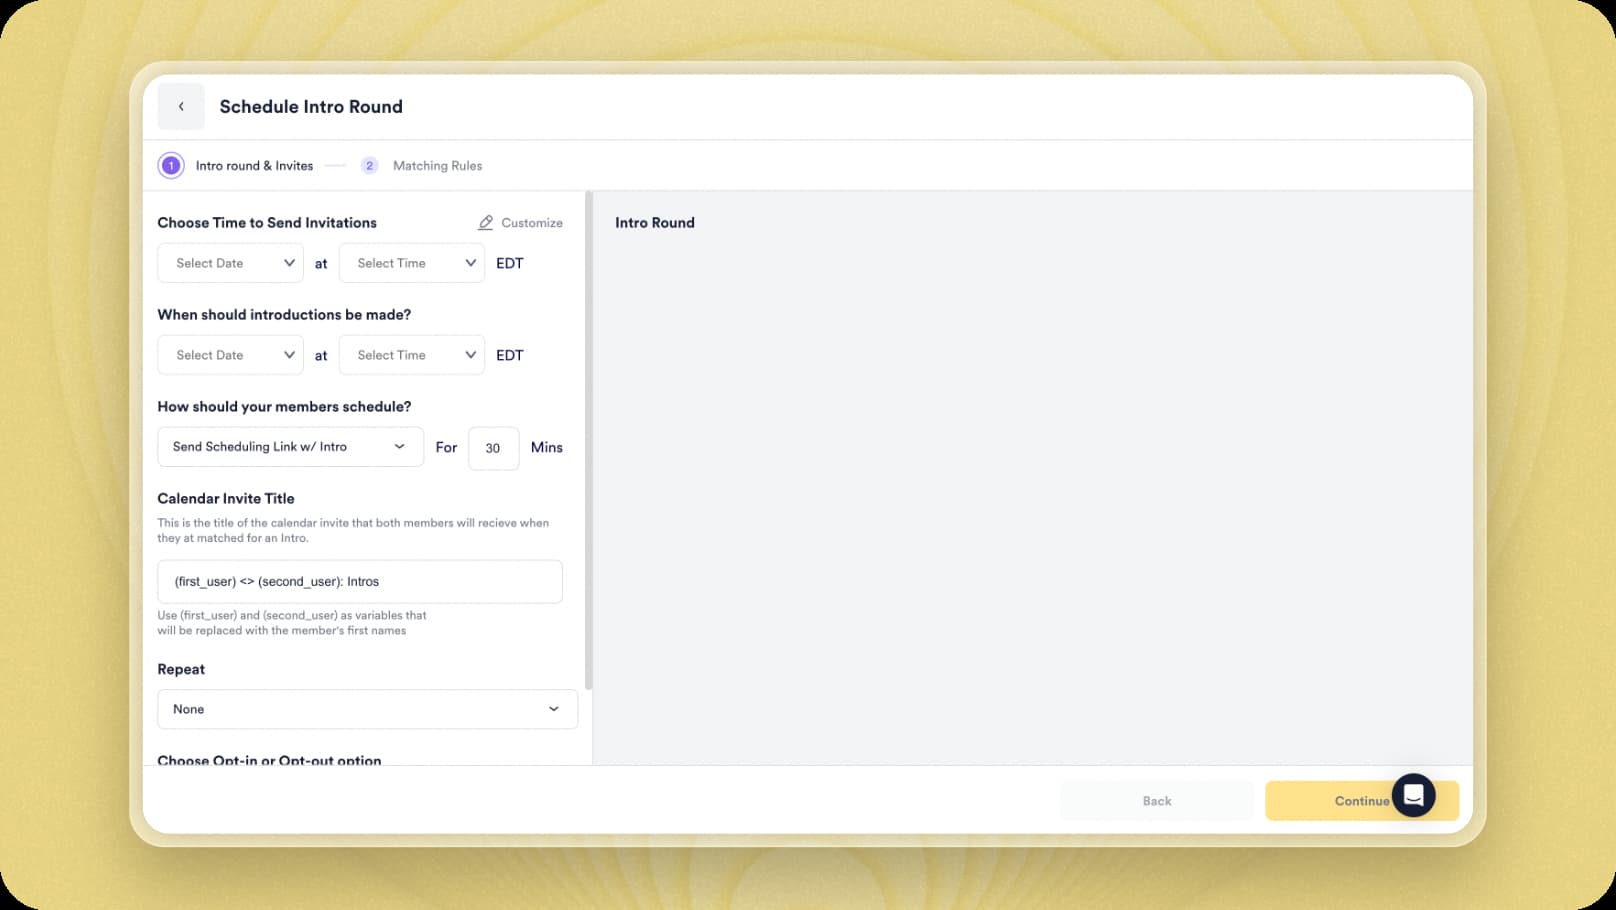 Schedule Intro Round
1 Intro round & Invites 2 Matching Rules
Choose Time to Send Invitations Customize
Select Date at Select Time EDT
When should introductions be made?
Select Date at Select Time EDT
How should your members schedule?
Send Scheduling Link w/ Intro For 30 Mins
Calendar Invite Title
This is the title of the calendar invite that both members will recieve when
they at matched for an Intro.
(first_user) <> (second_user): Intros
Use (first_user) and (second_user) as variables that
will be replaced with the member's first names
Repeat
None
Choose Opt-in or Opt-out option
Intro Round
Back Continue